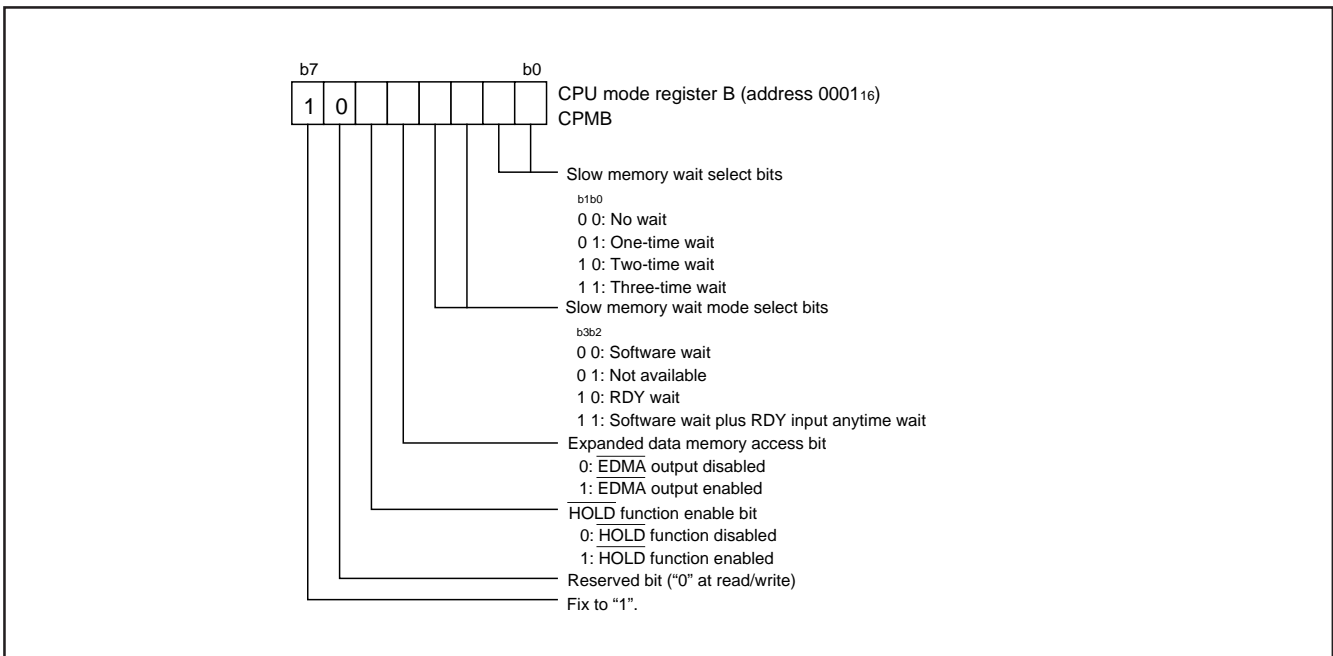 b7 b0
1 0
CPU mode register B (address 0001₁₆)
CPMB
Slow memory wait select bits
b1b0
0 0: No wait
0 1: One-time wait
1 0: Two-time wait
1 1: Three-time wait
Slow memory wait mode select bits
b3b2
0 0: Software wait
0 1: Not available
1 0: RDY wait
1 1: Software wait plus RDY input anytime wait
Expanded data memory access bit
0: EDMA output disabled
1: EDMA output enabled
HOLD function enable bit
0: HOLD function disabled
1: HOLD function enabled
Reserved bit (“0” at read/write)
Fix to “1”.